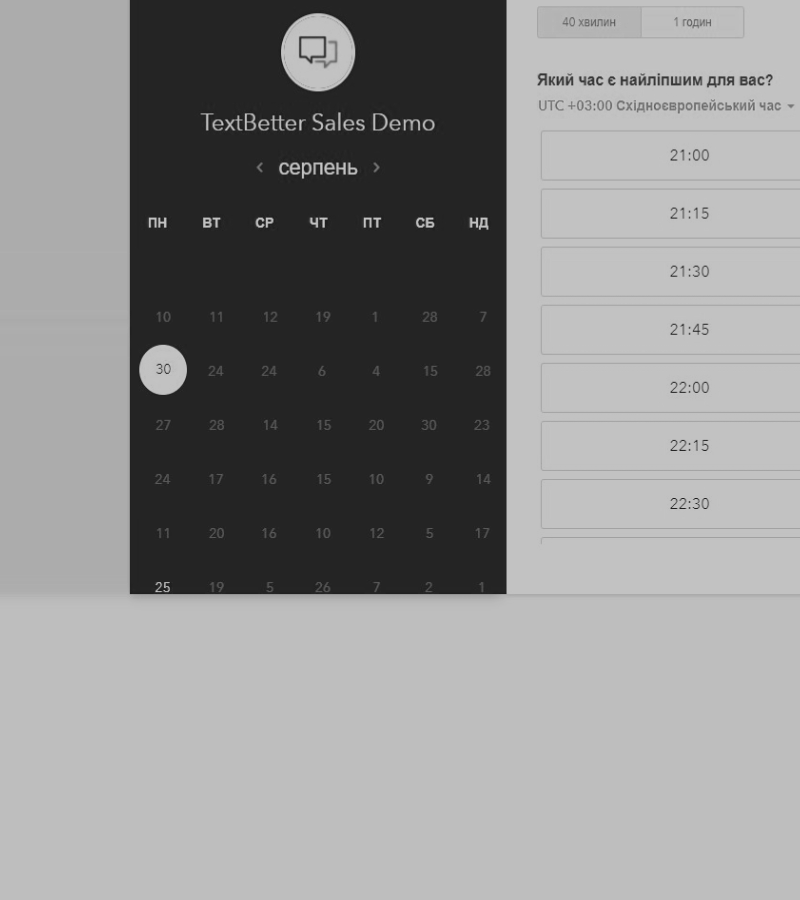 TextBetter Sales Demo
серпень
ПН ВТ СР ЧТ ПТ СБ НД
10 11 12 19 1 28 7
30 24 24 6 4 15 28
27 28 14 15 20 30 23
24 17 16 15 10 9 14
11 20 16 10 12 5 17
25 19 5 26 7 2 1
40 хвилин 1 годин
Який час є найліпшим для вас?
UTC +03:00 Східноєвропейський час
21:00
21:15
21:30
21:45
22:00
22:15
22:30